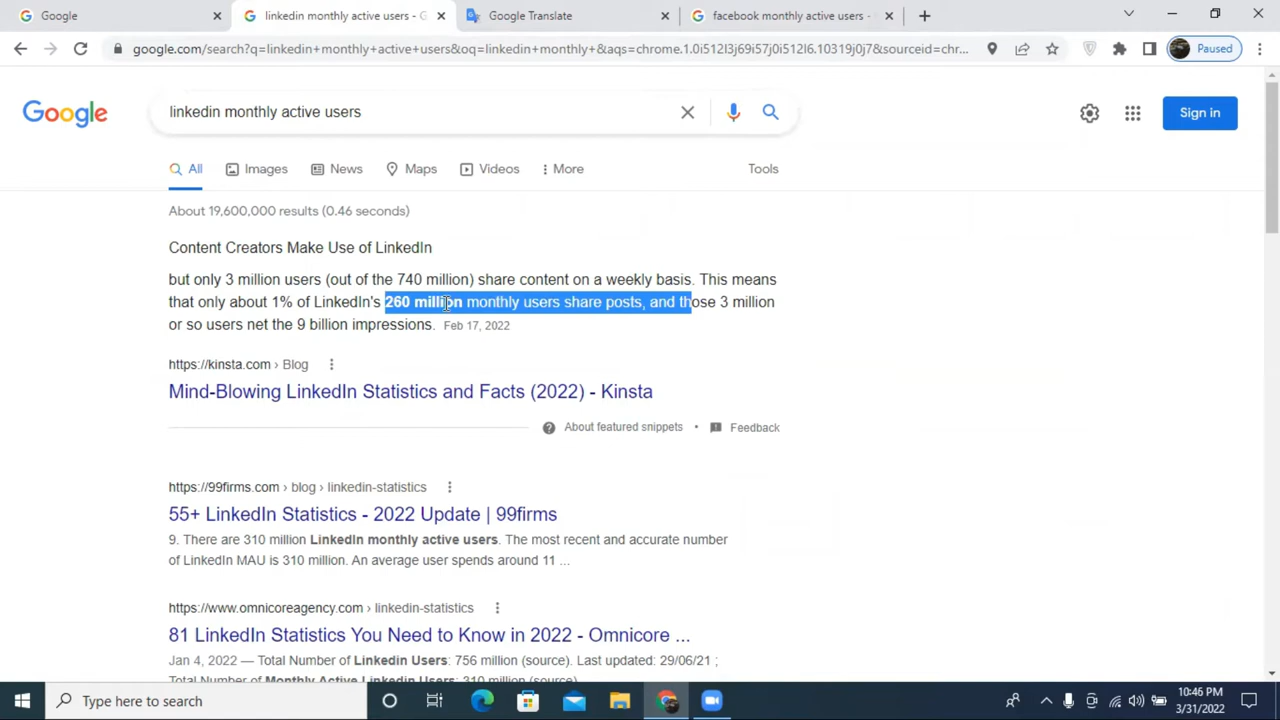 Google
linkedin monthly active users - G
Google Translate
facebook monthly active users -
google.com/search?q=linkedin+monthly+active+users&oq=linkedin+monthly+&aqs=chrome.1.0i512l3j69i57j0i512l6.10319j0j7&sourceid=chr...
Paused
Google
linkedin monthly active users
Sign in
All
Images
News
Maps
Videos
More
Tools
About 19,600,000 results (0.46 seconds)
Content Creators Make Use of LinkedIn
but only 3 million users (out of the 740 million) share content on a weekly basis. This means
that only about 1% of LinkedIn's 260 million monthly users share posts, and those 3 million
or so users net the 9 billion impressions. Feb 17, 2022
https://kinsta.com › Blog
Mind-Blowing LinkedIn Statistics and Facts (2022) - Kinsta
About featured snippets • Feedback
https://99firms.com › blog › linkedin-statistics
55+ LinkedIn Statistics - 2022 Update | 99firms
9. There are 310 million Linkedln monthly active users. The most recent and accurate number
of LinkedIn MAU is 310 million. An average user spends around 11 ...
https://www.omnicoreagency.com › linkedin-statistics
81 LinkedIn Statistics You Need to Know in 2022 - Omnicore ...
Jan 4, 2022 — Total Number of Linkedin Users: 756 million (source). Last updated: 29/06/21 ;
Total Number of Monthly Active Linkedin Users: 310 million (source).
Type here to search
10:46 PM
3/31/2022